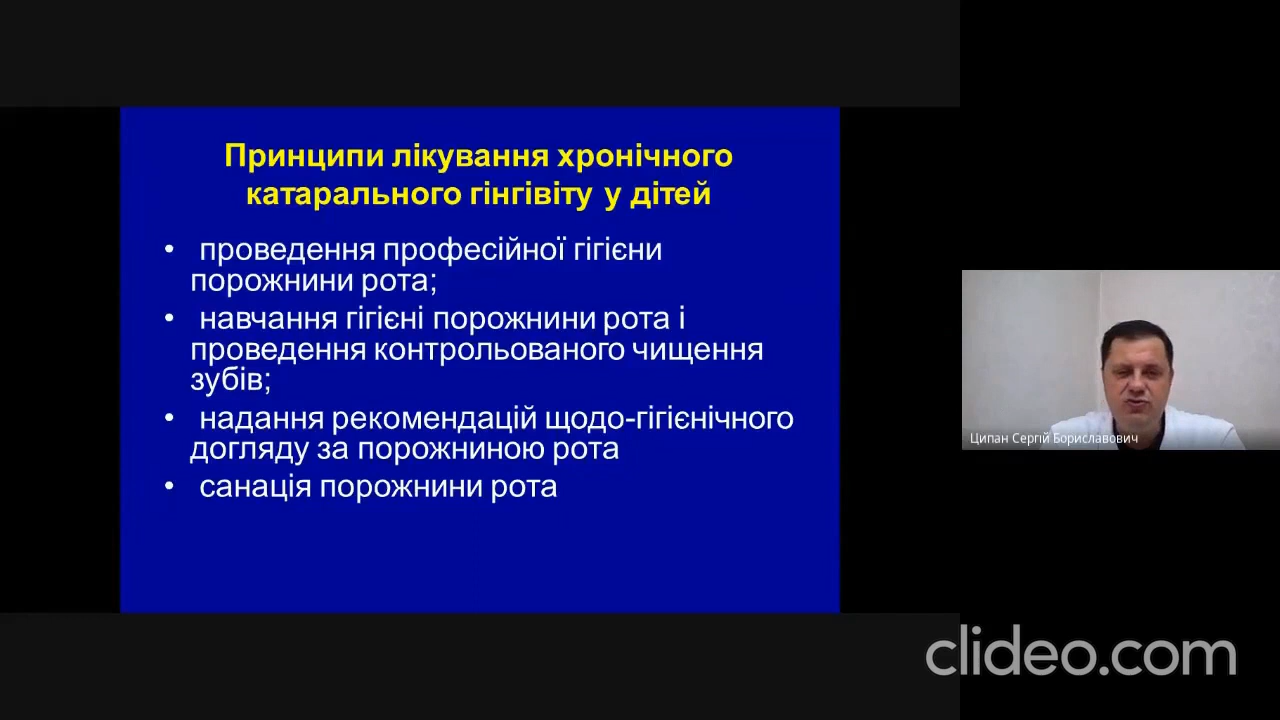 Принципи лікування хронічного
катарального гінгівіту у дітей
• проведення професійної гігієни
порожнини рота;
• навчання гігієні порожнини рота і
проведення контрольованого чищення
зубів;
• надання рекомендацій щодо-гігієнічного
догляду за порожниною рота
• санація порожнини рота
Ципан Сергій Бориславович
clideo.com